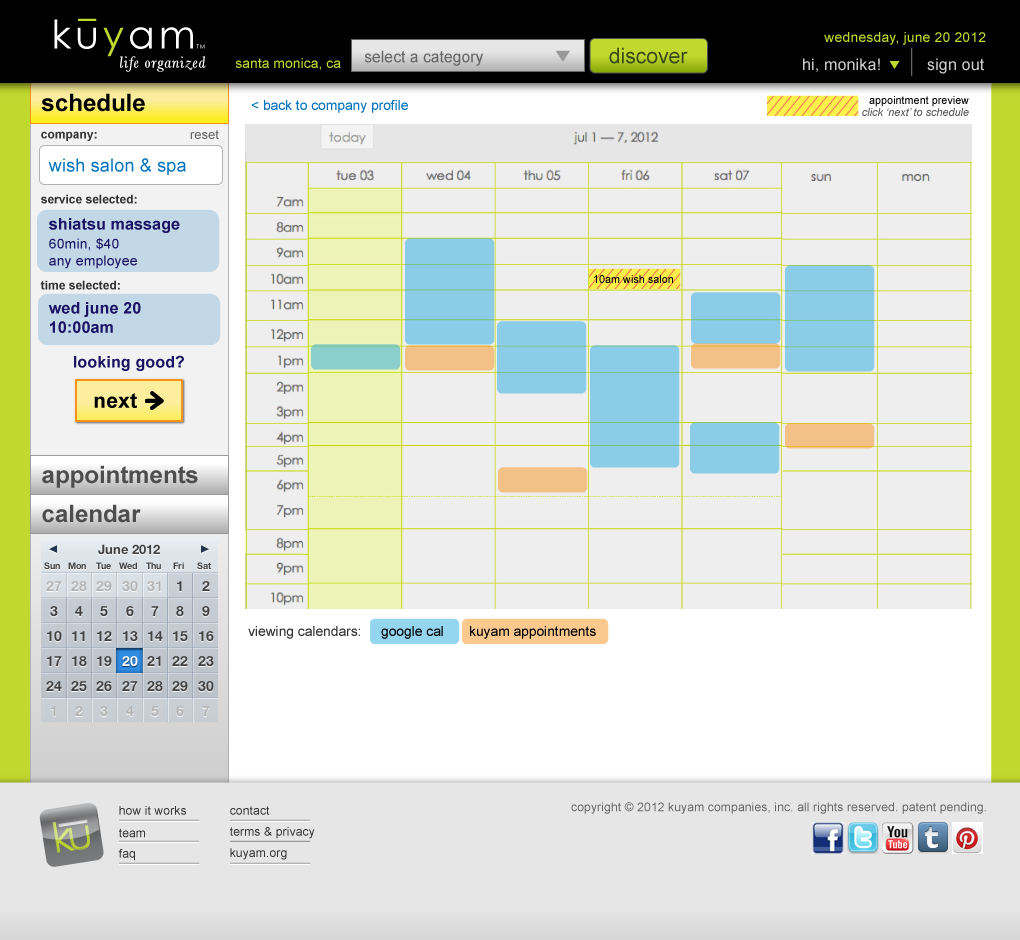 kūyam™
life organized
santa monica, ca
select a category
discover
wednesday, june 20 2012
hi, monika!
sign out
schedule
company:
reset
wish salon & spa
service selected:
shiatsu massage
60min, $40
any employee
time selected:
wed june 20
10:00am
looking good?
next
appointments
calendar
June 2012
Sun Mon Tue Wed Thu Fri Sat
27 28 29 30 31 1 2
3 4 5 6 7 8 9
10 11 12 13 14 15 16
17 18 19 20 21 22 23
24 25 26 27 28 29 30
1 2 3 4 5 6 7
< back to company profile
appointment preview
click ‘next’ to schedule
today
jul 1 — 7, 2012
tue 03 wed 04 thu 05 fri 06 sat 07 sun mon
7am
8am
9am
10am
10am wish salon
11am
12pm
1pm
2pm
3pm
4pm
5pm
6pm
7pm
8pm
9pm
10pm
viewing calendars:
google cal
kuyam appointments
kū
how it works
team
faq
contact
terms & privacy
kuyam.org
copyright © 2012 kuyam companies, inc. all rights reserved. patent pending.
f
t
You
Tube
t
p